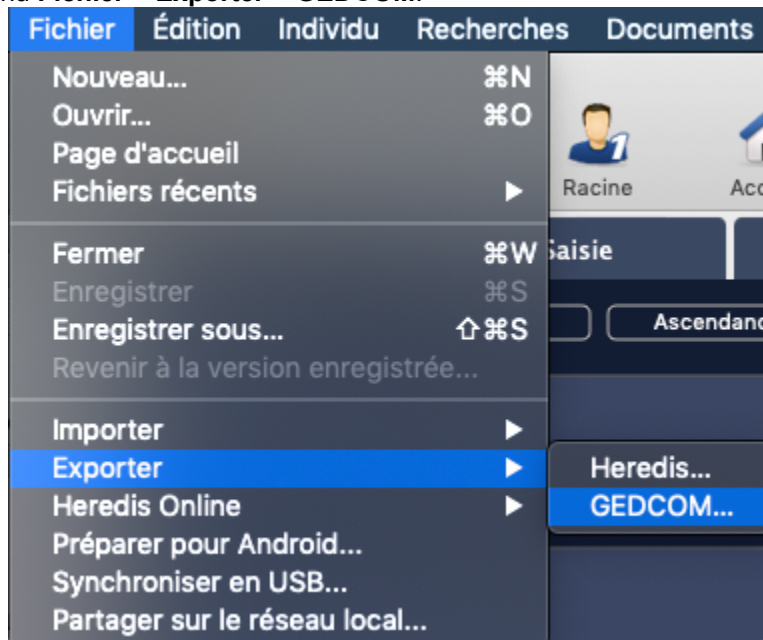 Fichier Édition Individu Recherches Documents
Nouveau... ⌘N
Ouvrir... ⌘O
Page d'accueil
Fichiers récents ▶
Racine
Fermer ⌘W
Saisie
Enregistrer ⌘S
Enregistrer sous... ⇧⌘S
Revenir à la version enregistrée...
Importer ▶
Exporter ▶
Heredis...
Heredis Online ▶
GEDCOM...
Préparer pour Android...
Synchroniser en USB...
Partager sur le réseau local...